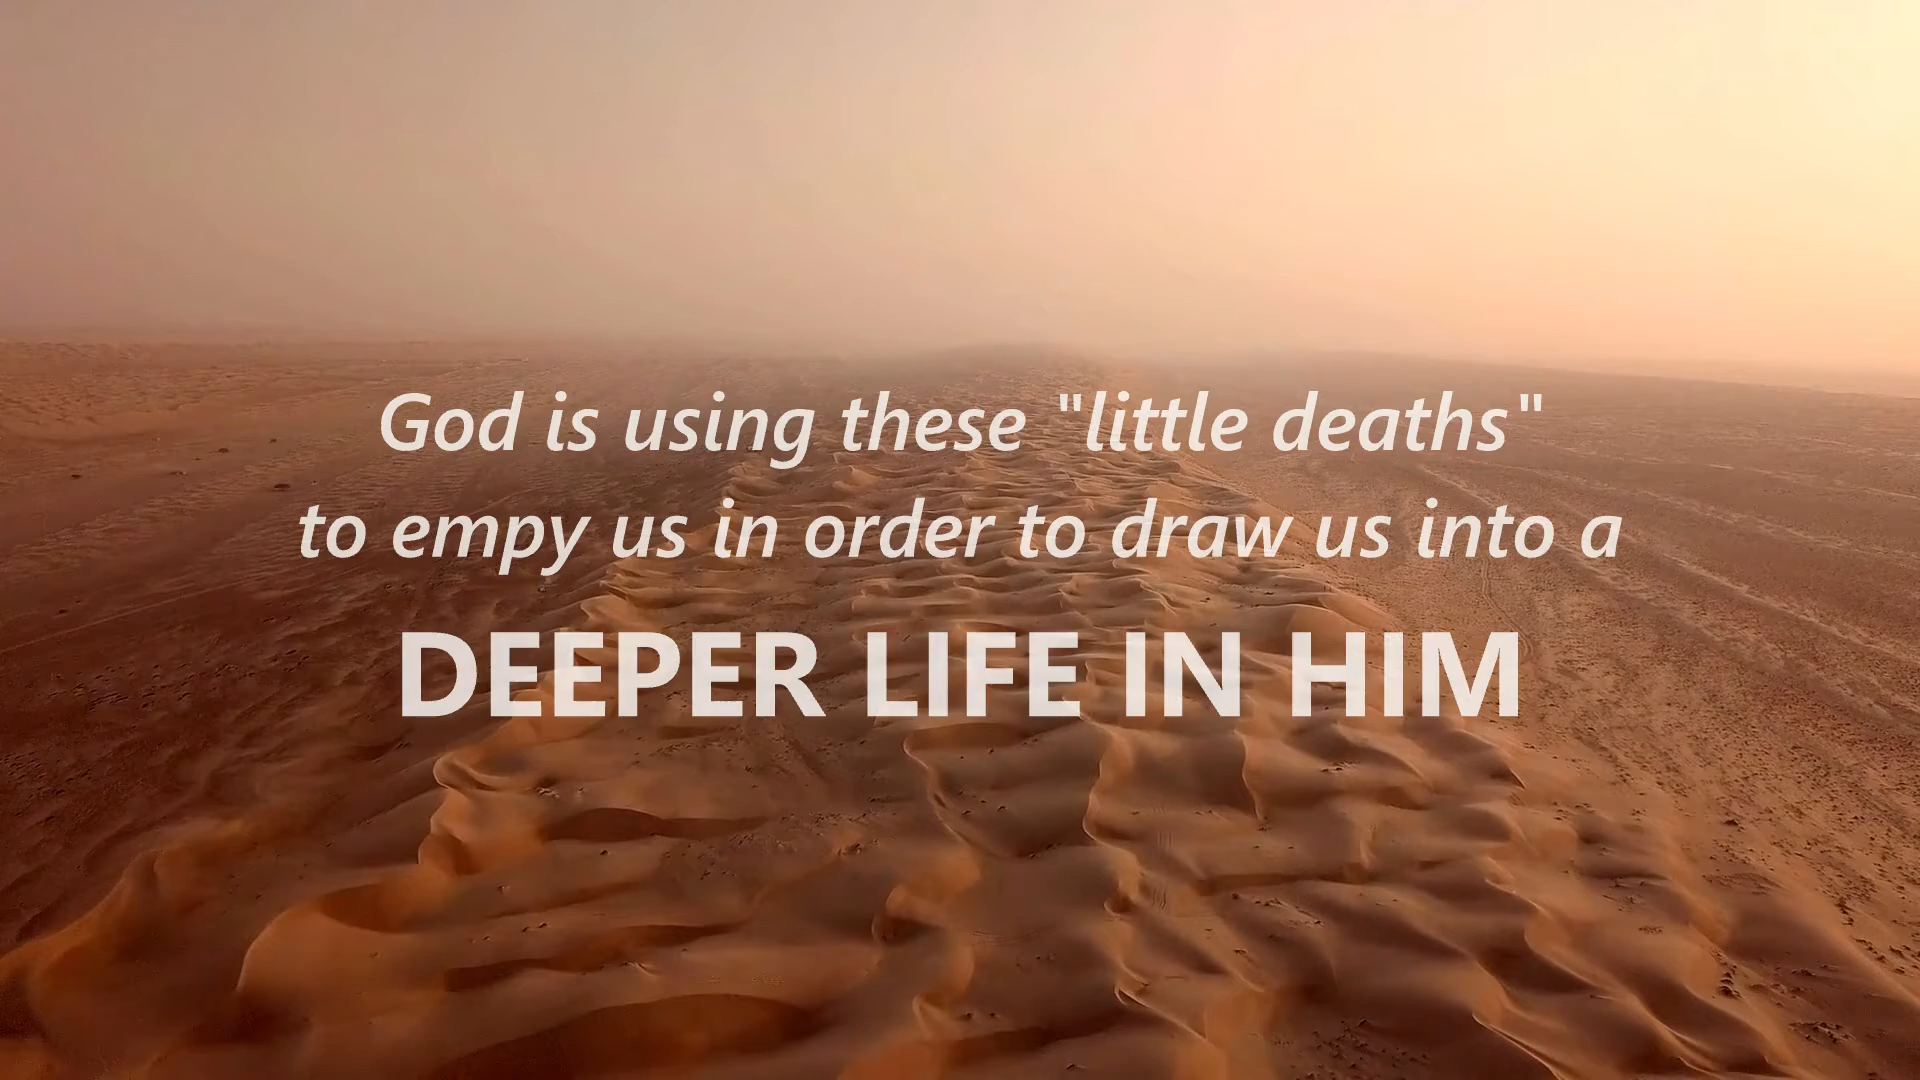 God is using these "little deaths"
to empy us in order to draw us into a
DEEPER LIFE IN HIM